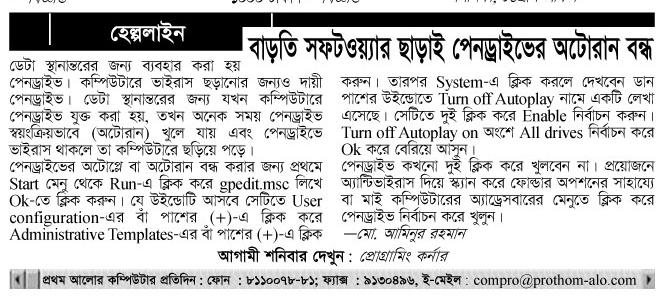 হেল্পলাইন
বাড়তি সফটওয়্যার ছাড়াই পেনড্রাইভের অটোরান বন্ধ
ডেটা স্থানান্তরের জন্য ব্যবহার করা হয়
পেনড্রাইভ। কম্পিউটারে ভাইরাস ছড়ানোর জন্যও দায়ী
পেনড্রাইভ। ডেটা স্থানান্তরের জন্য যখন কম্পিউটারে
পেনড্রাইভ যুক্ত করা হয়, তখন অনেক সময় পেনড্রাইভ
স্বয়ংক্রিয়ভাবে (অটোরান) খুলে যায় এবং পেনড্রাইভে
ভাইরাস থাকলে তা কম্পিউটারে ছড়িয়ে পড়ে।
পেনড্রাইভের অটোপ্লে বা অটোরান বন্ধ করার জন্য প্রথমে
Start মেনু থেকে Run-এ ক্লিক করে gpedit.msc লিখে
Ok-তে ক্লিক করুন। যে উইন্ডোটি আসবে সেটিতে User
configuration-এর বাঁ পাশের (+)-এ ক্লিক করে
Administrative Templates-এর বাঁ পাশের (+)-এ ক্লিক
করুন। তারপর System-এ ক্লিক করলে দেখবেন ডান
পাশের উইন্ডোতে Turn off Autoplay নামে একটি লেখা
এসেছে। সেটিতে দুই ক্লিক করে Enable নির্বাচন করুন।
Turn off Autoplay on অংশে All drives নির্বাচন করে
Ok করে বেরিয়ে আসুন।
পেনড্রাইভ কখনো দুই ক্লিক করে খুলবেন না। প্রয়োজনে
অ্যান্টিভাইরাস দিয়ে স্ক্যান করে ফোল্ডার অপশনের সাহায্যে
বা মাই কম্পিউটারের অ্যাড্রেসবারের মেনুতে ক্লিক করে
পেনড্রাইভ নির্বাচন করে খুলুন।
—মো. আমিনুর রহমান
আগামী শনিবার দেখুন : প্রোগ্রামিং কর্নার
প্রথম আলোর কম্পিউটার প্রতিদিন : ফোন : ৮১১০০৭৮-৮১; ফ্যাক্স : ৯১৩০৪৯৬, ই-মেইল : compro@prothom-alo.com